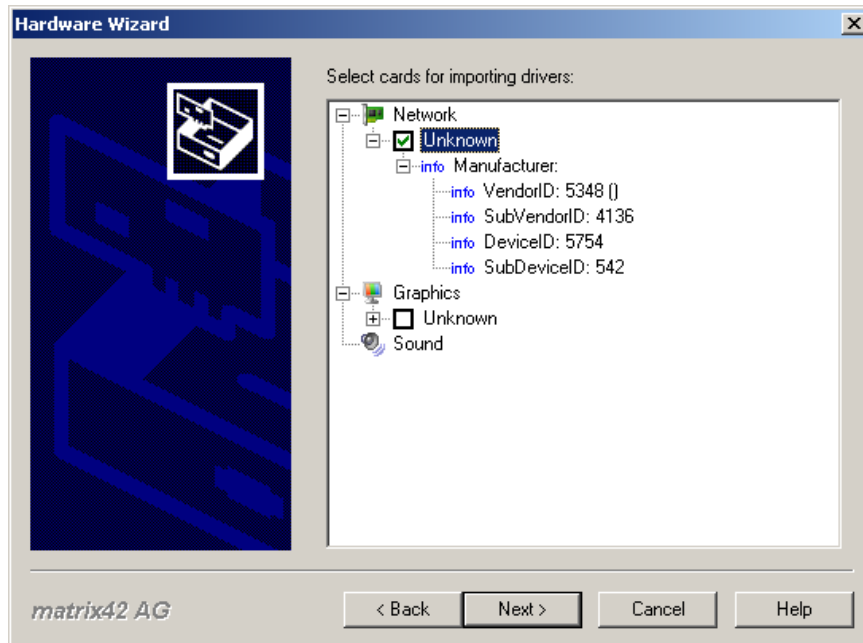 Hardware Wizard
Select cards for importing drivers:
Network
Unknown
info Manufacturer:
info VendorID: 5348 ()
info SubVendorID: 4136
info DeviceID: 5754
info SubDeviceID: 542
Graphics
Unknown
Sound
matrix42 AG
< Back
Next >
Cancel
Help